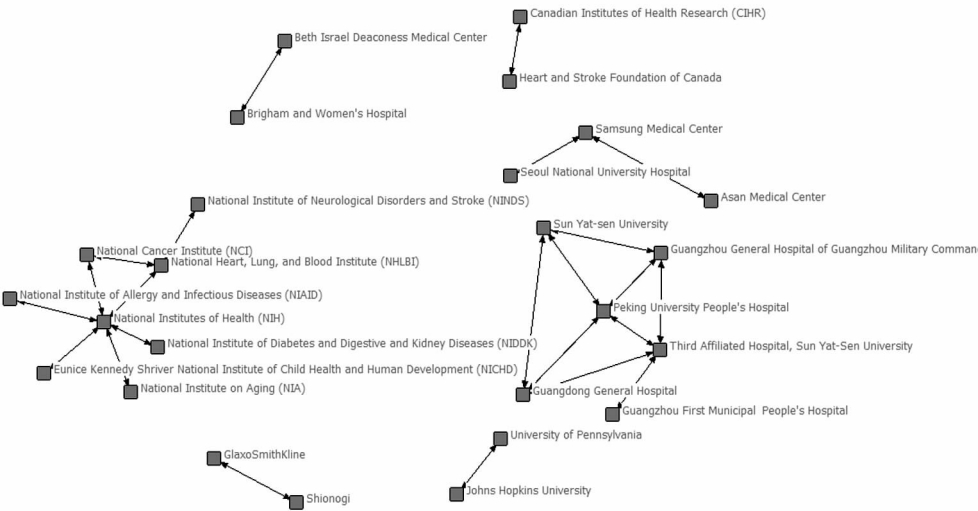 Canadian Institutes of Health Research (CIHR)
Beth Israel Deaconess Medical Center
Heart and Stroke Foundation of Canada
Brigham and Women's Hospital
Samsung Medical Center
Seoul National University Hospital
Asan Medical Center
National Institute of Neurological Disorders and Stroke (NINDS)
Sun Yat-sen University
National Cancer Institute (NCI)
Guangzhou General Hospital of Guangzhou Military Comman
National Heart, Lung, and Blood Institute (NHLBI)
National Institute of Allergy and Infectious Diseases (NIAID)
Peking University People's Hospital
National Institutes of Health (NIH)
National Institute of Diabetes and Digestive and Kidney Diseases (NIDDK)
Third Affiliated Hospital, Sun Yat-Sen University
Eunice Kennedy Shriver National Institute of Child Health and Human Development (NICHD)
National Institute on Aging (NIA)
Guangdong General Hospital
Guangzhou First Municipal People's Hospital
University of Pennsylvania
GlaxoSmithKline
Johns Hopkins University
Shionogi